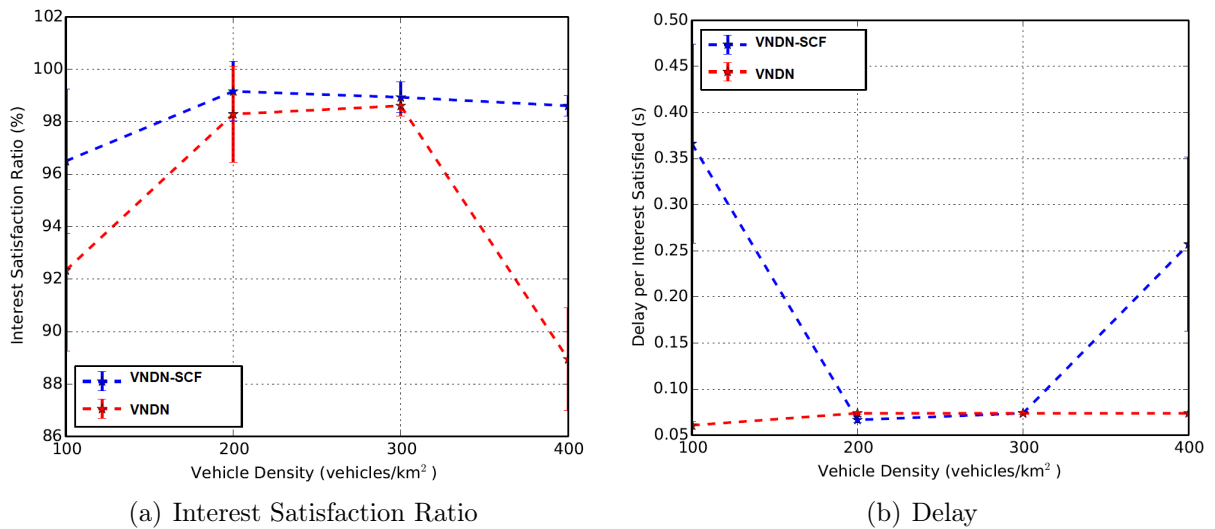 102
100
98
96
94
92
90
88
86
Interest Satisfaction Ratio (%)
VNDN-SCF
VNDN
100 200 300 400
Vehicle Density (vehicles/km²)
(a) Interest Satisfaction Ratio
0.50
0.45
0.40
0.35
0.30
0.25
0.20
0.15
0.10
0.05
Delay per Interest Satisfied (s)
VNDN-SCF
VNDN
100 200 300 400
Vehicle Density (vehicles/km²)
(b) Delay